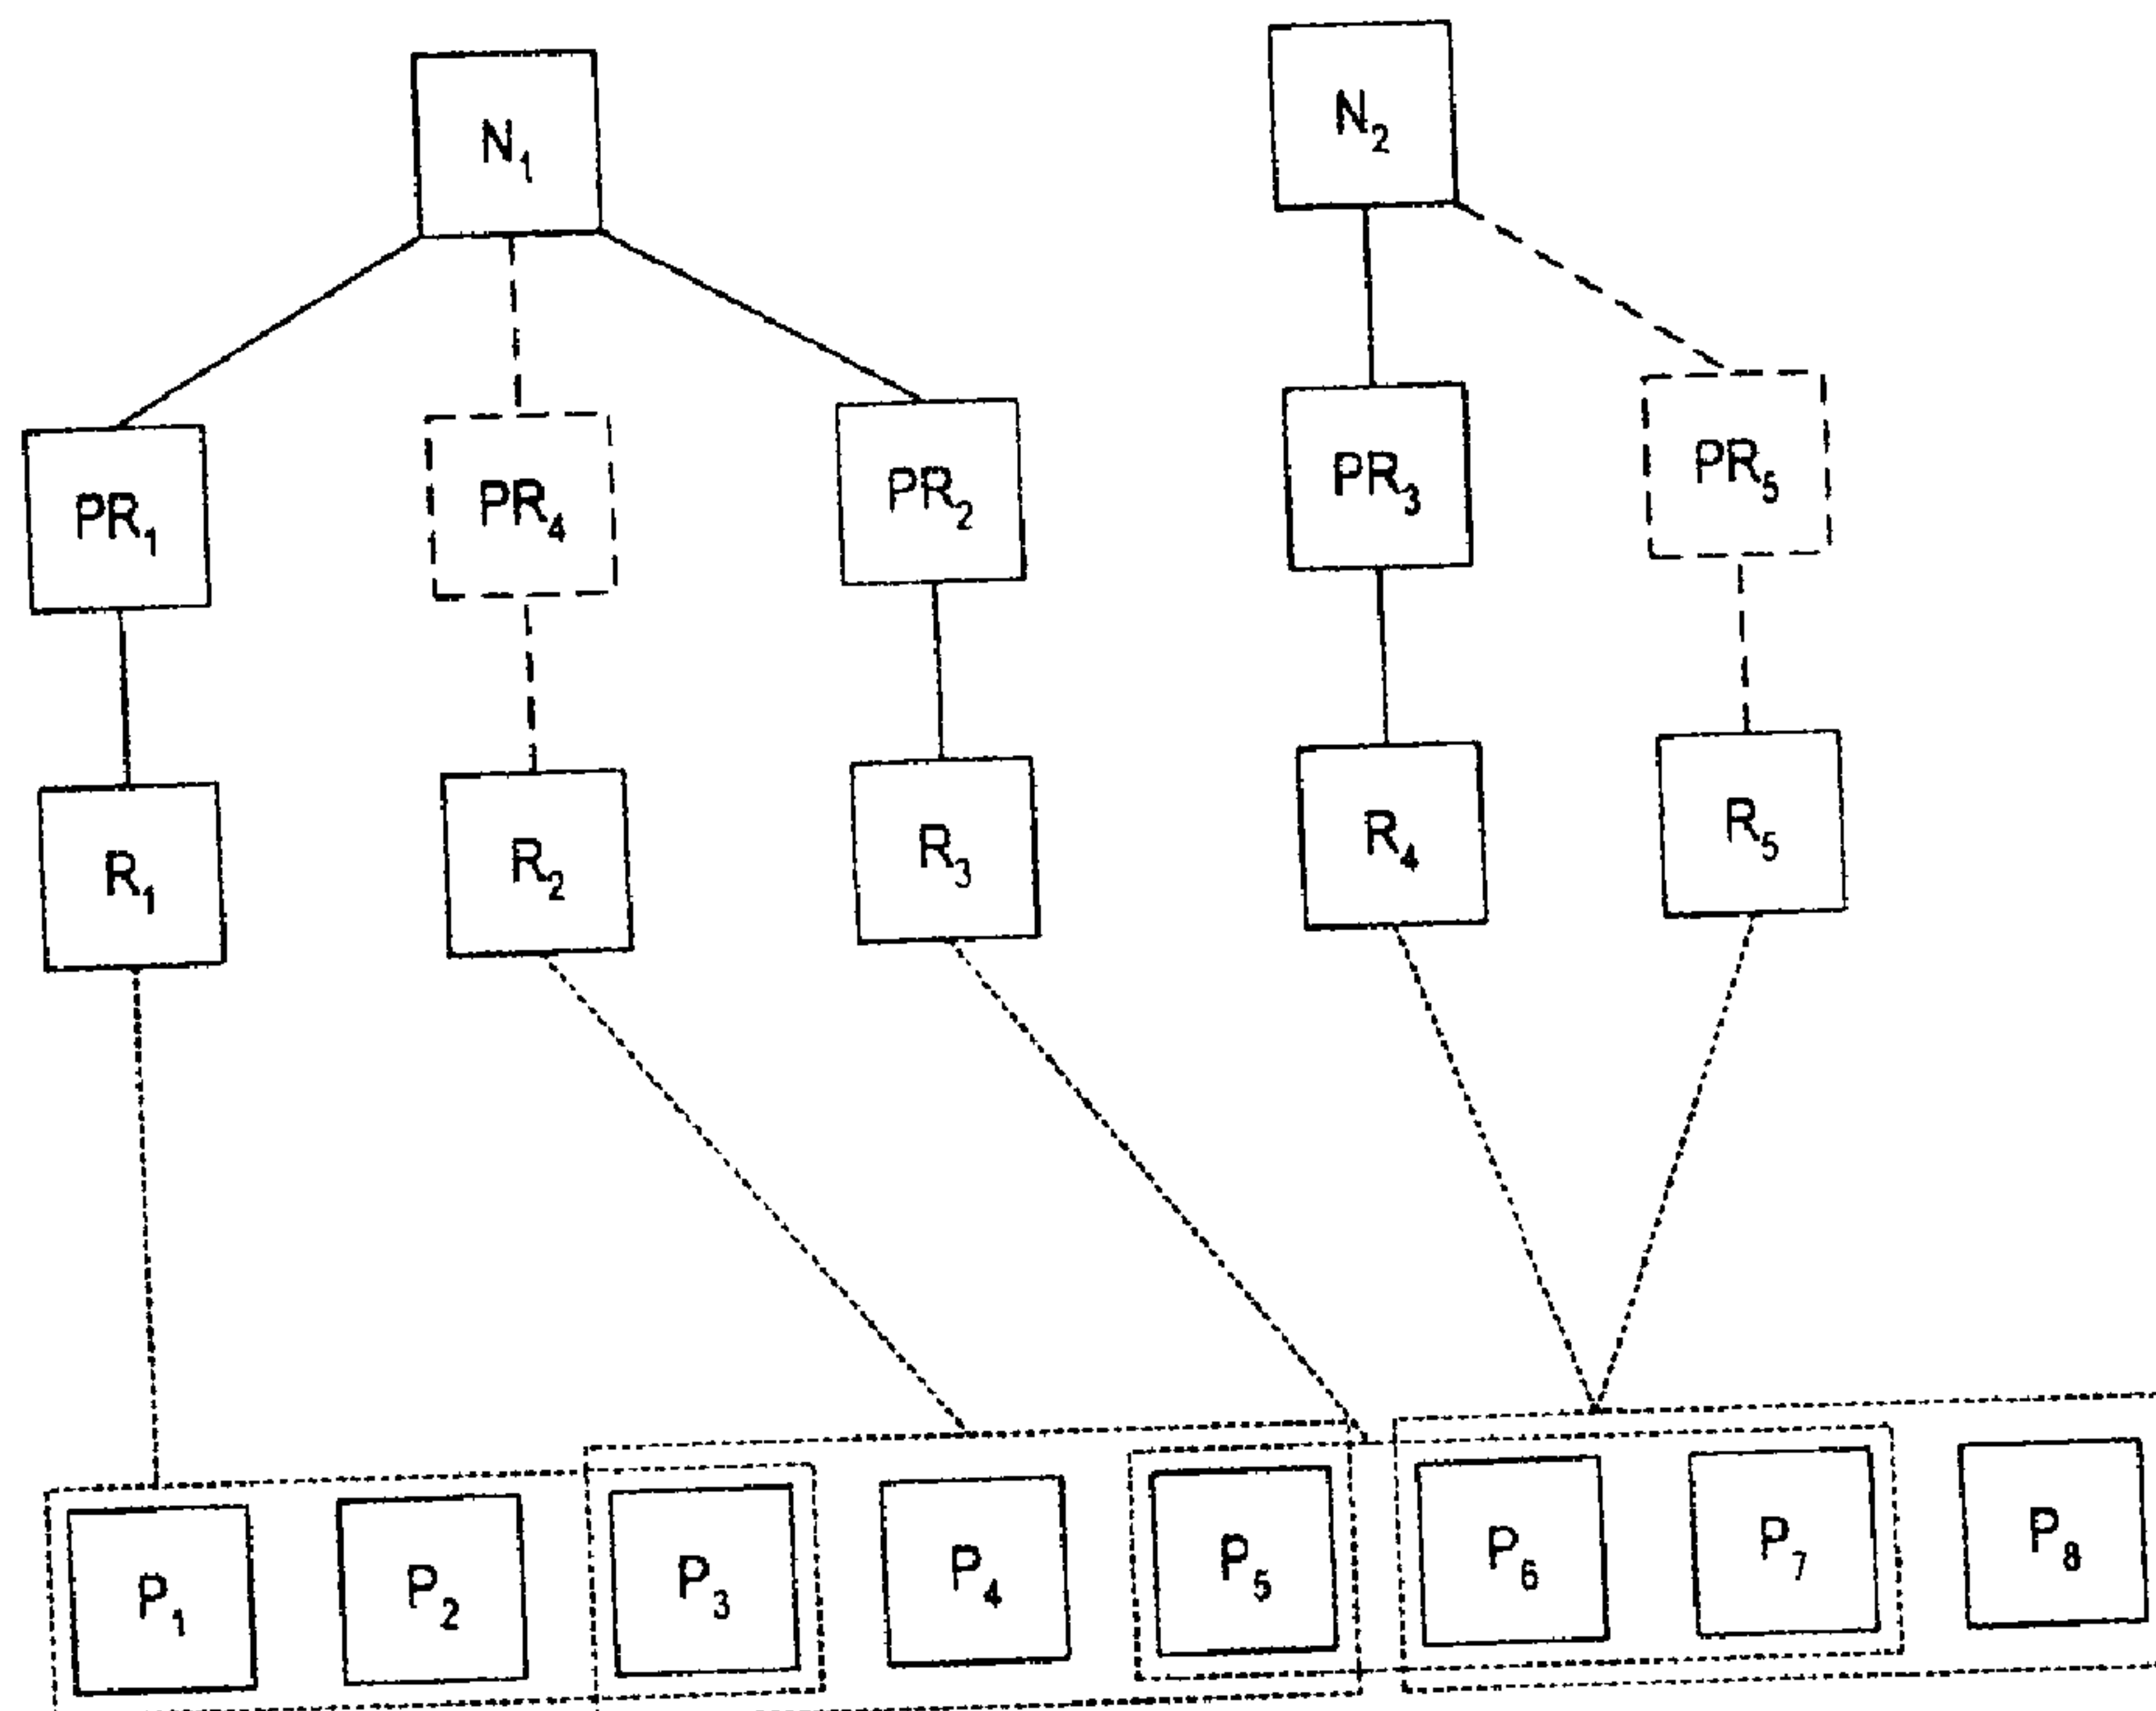 N₁
N₂
PR₁
PR₄
PR₂
PR₃
PR₅
R₁
R₂
R₃
R₄
R₅
P₁
P₂
P₃
P₄
P₅
P₆
P₇
P₈